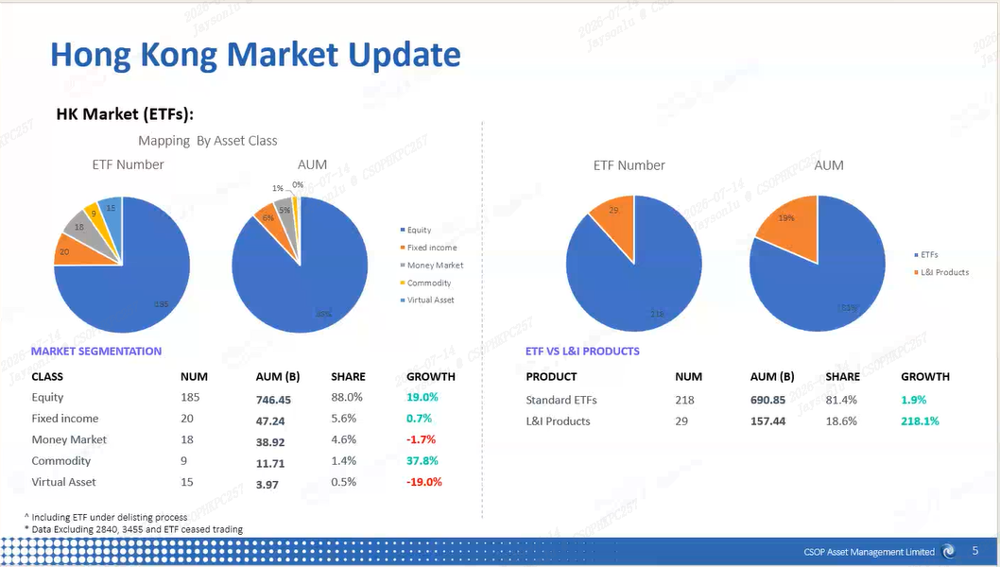 Hong Kong Market Update
HK Market (ETFs):
Mapping By Asset Class
ETF Number
AUM
15
9
18
20
185
0%
1%
5%
6%
88%
Equity
Fixed income
Money Market
Commodity
Virtual Asset
MARKET SEGMENTATION
CLASS NUM AUM (B) SHARE GROWTH
Equity 185 746.45 88.0% 19.0%
Fixed income 20 47.24 5.6% 0.7%
Money Market 18 38.92 4.6% -1.7%
Commodity 9 11.71 1.4% 37.8%
Virtual Asset 15 3.97 0.5% -19.0%
ETF Number
AUM
29
218
19%
81%
ETFs
L&I Products
ETF VS L&I PRODUCTS
PRODUCT NUM AUM (B) SHARE GROWTH
Standard ETFs 218 690.85 81.4% 1.9%
L&I Products 29 157.44 18.6% 218.1%
^ Including ETF under delisting process
* Data Excluding 2840, 3455 and ETF ceased trading
CSOP Asset Management Limited 5
2026-07-14
Jaysonlu @ CSOPHKPC257